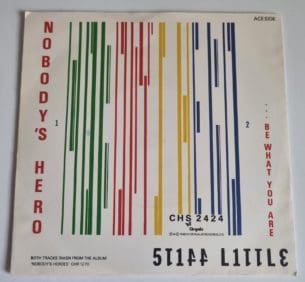 ACE SIDE
NOBODY'S HERO
1
2
...BE WHAT YOU ARE
CHS 2424
Chrysalis
BOTH TRACKS TAKEN FROM THE ALBUM
'NOBODY'S HEROES' CHR 1270
STIFF LITTLE